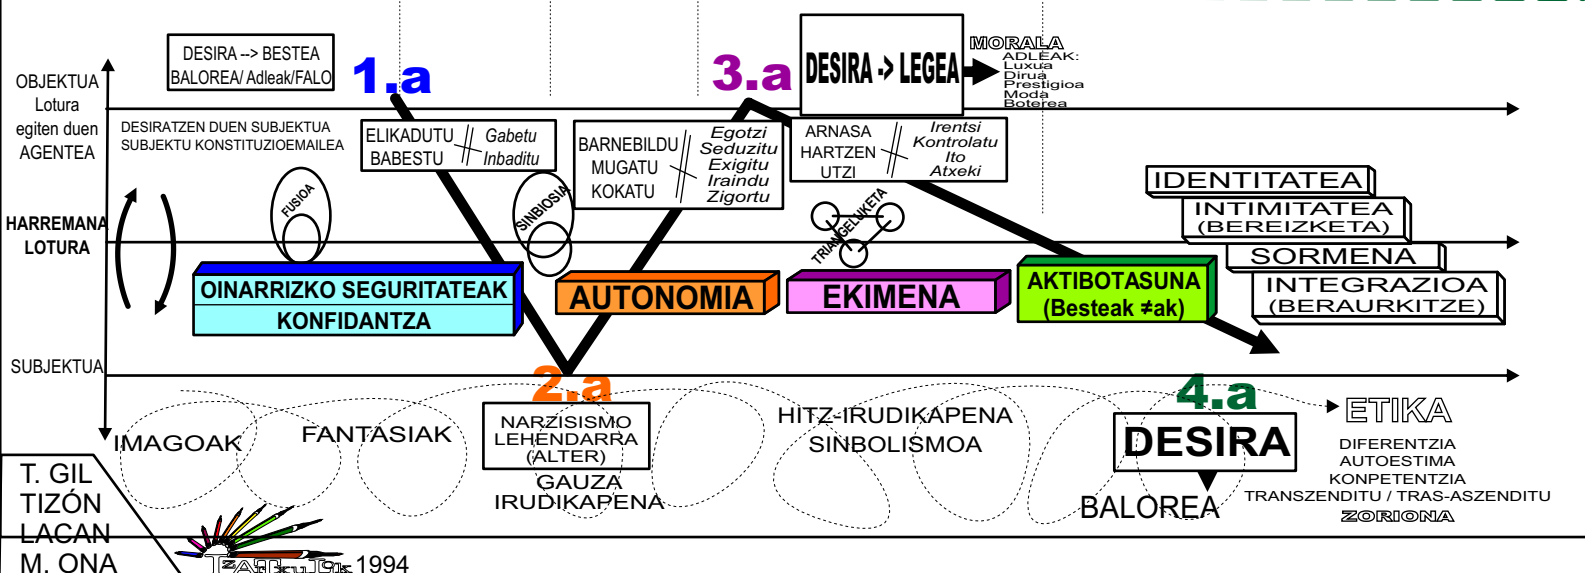 DESIRA --> BESTEA
BALOREA/ Adleak/FALO
1.a
3.a
DESIRA -> LEGEA
MORALA
ADLEAK:
Luxua
Dirua
Prestigioa
Moda
Boterea
OBJEKTUA
Lotura
egiten duen
AGENTEA
DESIRATZEN DUEN SUBJEKTUA
SUBJEKTU KONSTITUZIOEMAILEA
ELIKADUTU
BABESTU
Gabetu
Inbaditu
BARNEBILDU
MUGATU
KOKATU
Egotzi
Seduzitu
Exigitu
Iraindu
Zigortu
ARNASA
HARTZEN
UTZI
Irentsi
Kontrolatu
Ito
Atxeki
HARREMANA
LOTURA
FUSIOA
SINBIOSIA
TRIANGELUKETA
IDENTITATEA
INTIMITATEA
(BEREIZKETA)
SORMENA
INTEGRAZIOA
(BERAURKITZE)
OINARRIZKO SEGURITATEAK
KONFIDANTZA
AUTONOMIA
EKIMENA
AKTIBOTASUNA
(Besteak ≠ak)
SUBJEKTUA
2.a
4.a
IMAGOAK
FANTASIAK
NARZISISMO
LEHENDARRA
(ALTER)
GAUZA
IRUDIKAPENA
HITZ-IRUDIKAPENA
SINBOLISMOA
DESIRA
BALOREA
ETIKA
DIFERENTZIA
AUTOESTIMA
KONPETENTZIA
TRANSZENDITU / TRAS-ASZENDITU
ZORIONA
T. GIL
TIZÓN
LACAN
M. ONA
1994